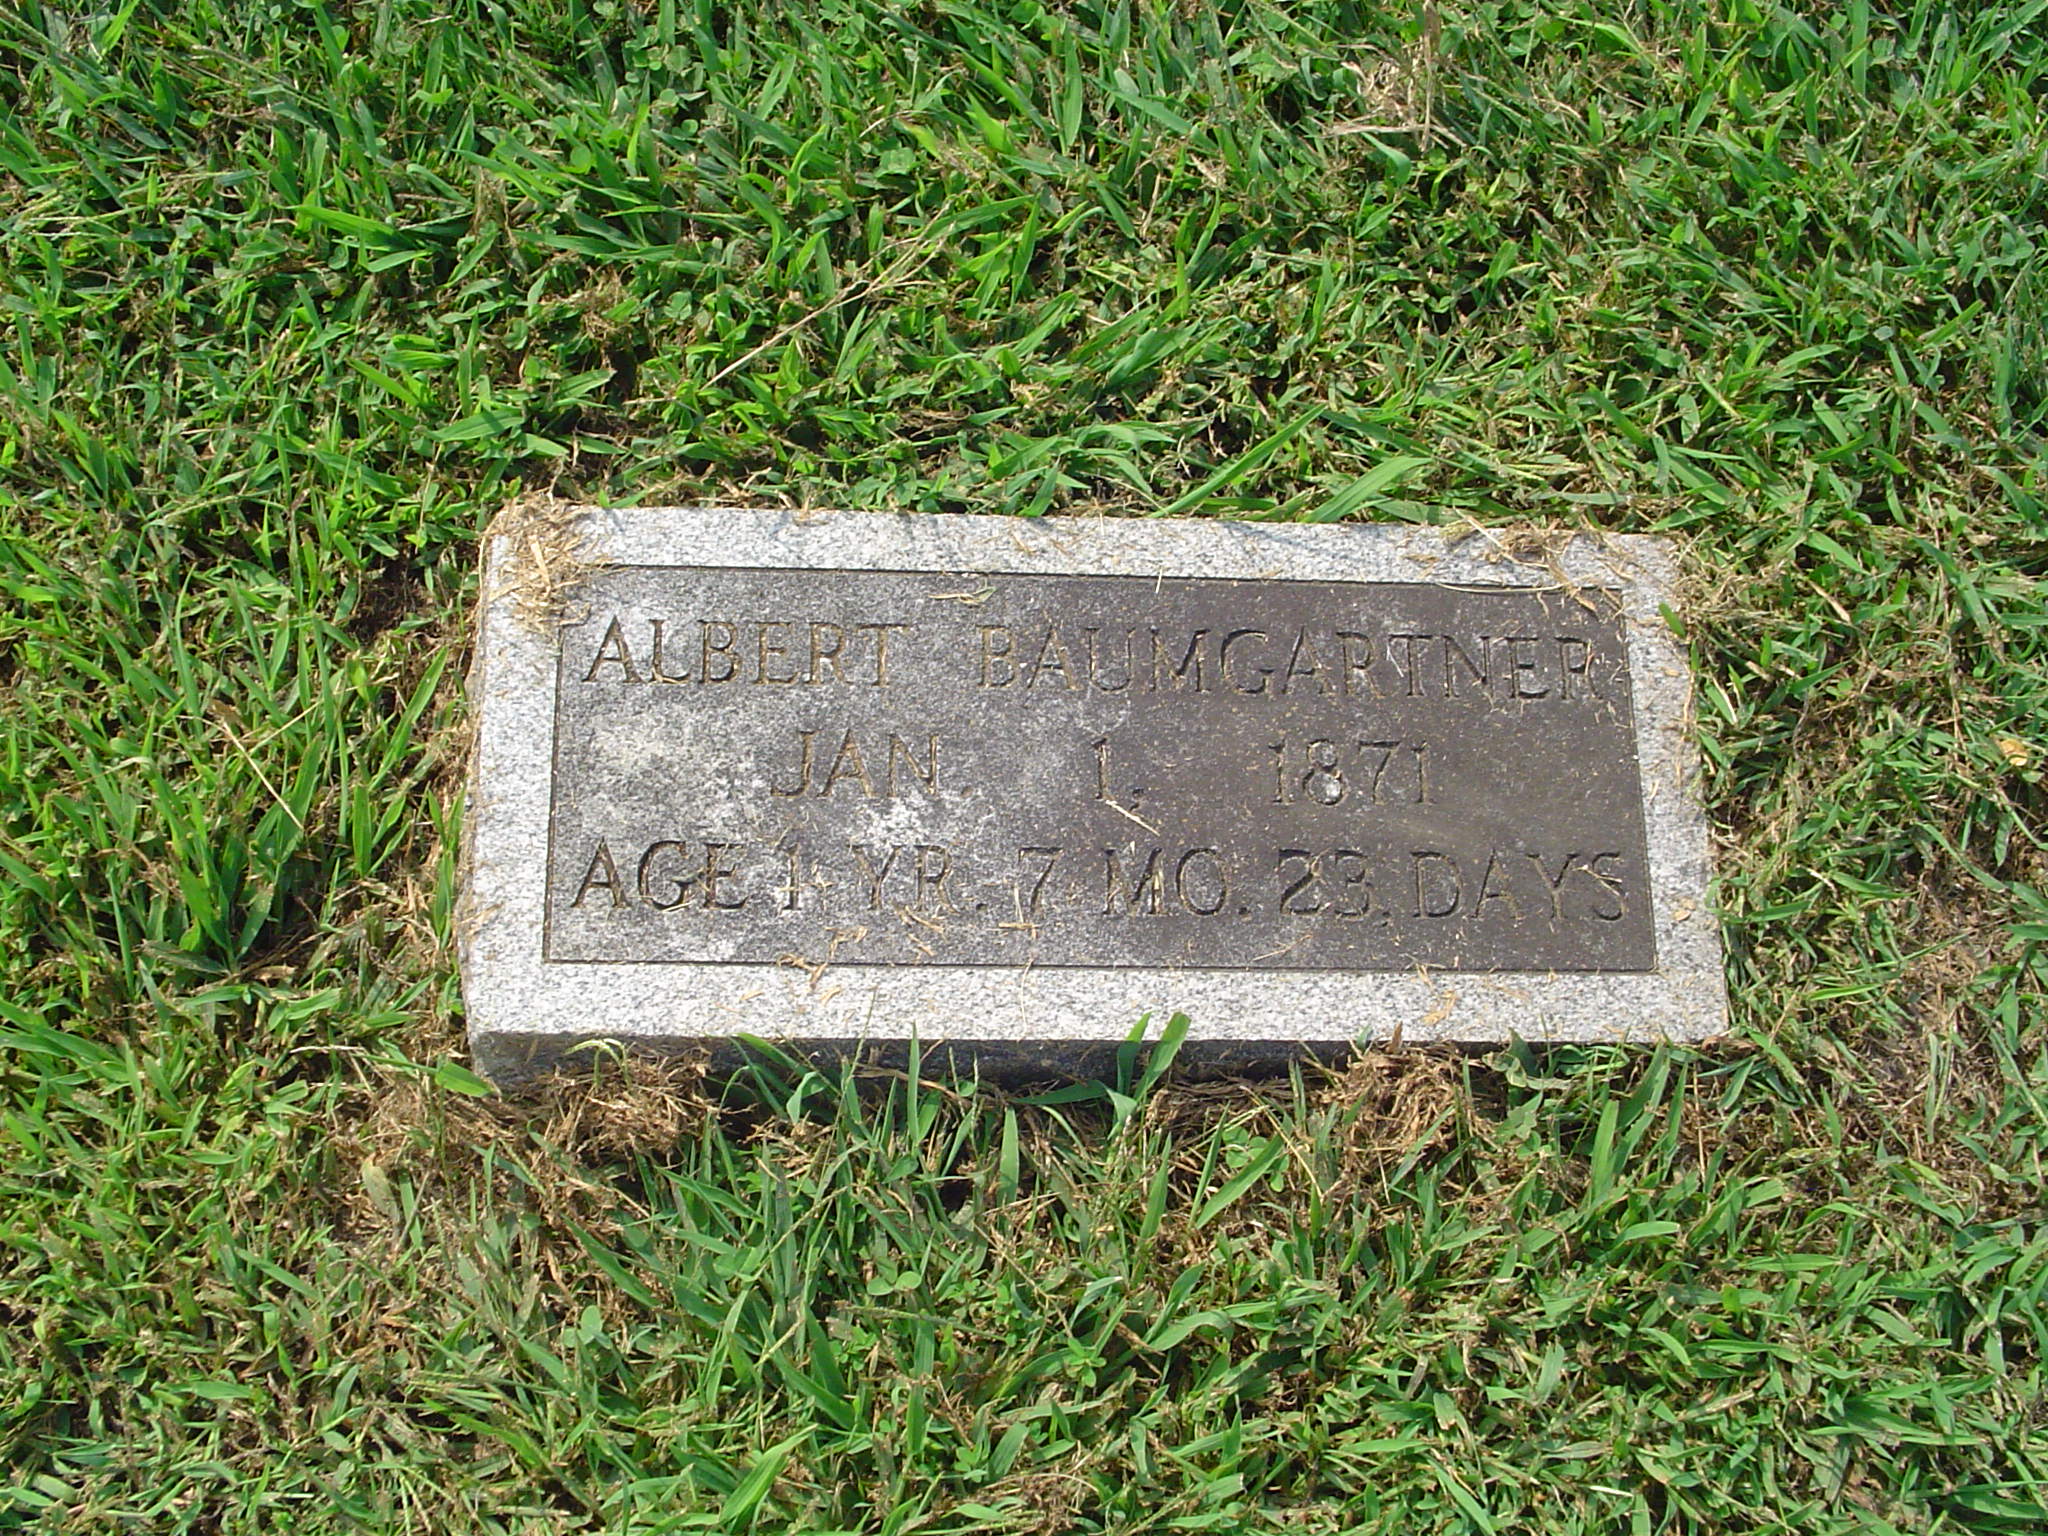 ALBERT BAUMGARTNER
JAN. 1, 1871
AGE 1 YR. 7 MO. 23. DAYS